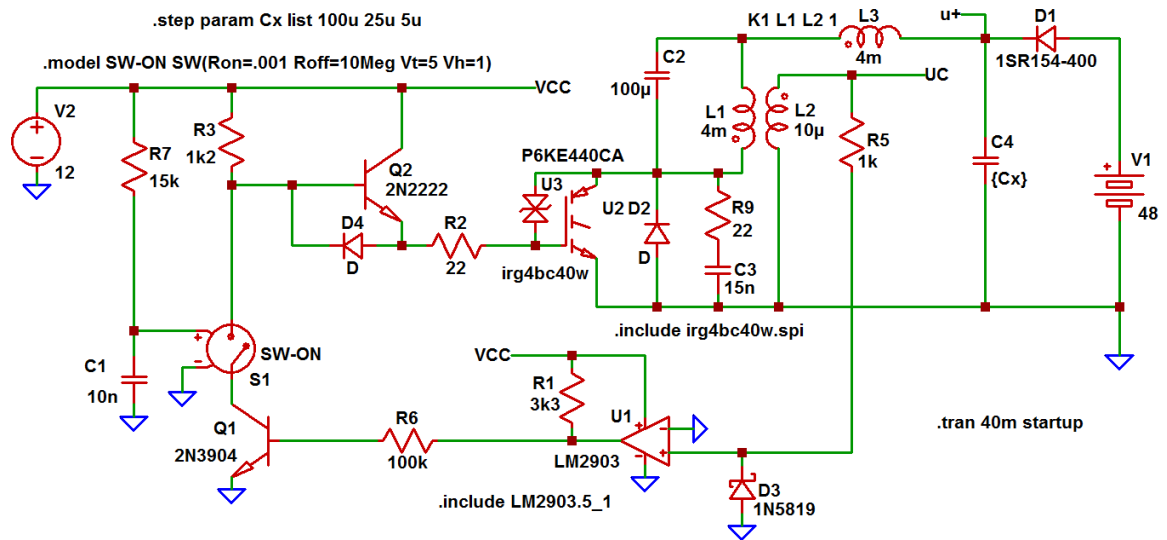 .step param Cx list 100u 25u 5u
K1 L1 L2 1
L3
4m
u+
D1
1SR154-400
.model SW-ON SW(Ron=.001 Roff=10Meg Vt=5 Vh=1)
C2
100µ
VCC
UC
V2
12
R7
15k
R3
1k2
Q2
2N2222
D4
D
R2
22
P6KE440CA
U3
U2
irg4bc40w
D2
D
L1
4m
L2
10µ
R5
1k
R9
22
C3
15n
C4
{Cx}
V1
48
.include irg4bc40w.spi
C1
10n
SW-ON
S1
Q1
2N3904
R6
100k
VCC
R1
3k3
U1
LM2903
.include LM2903.5_1
D3
1N5819
.tran 40m startup